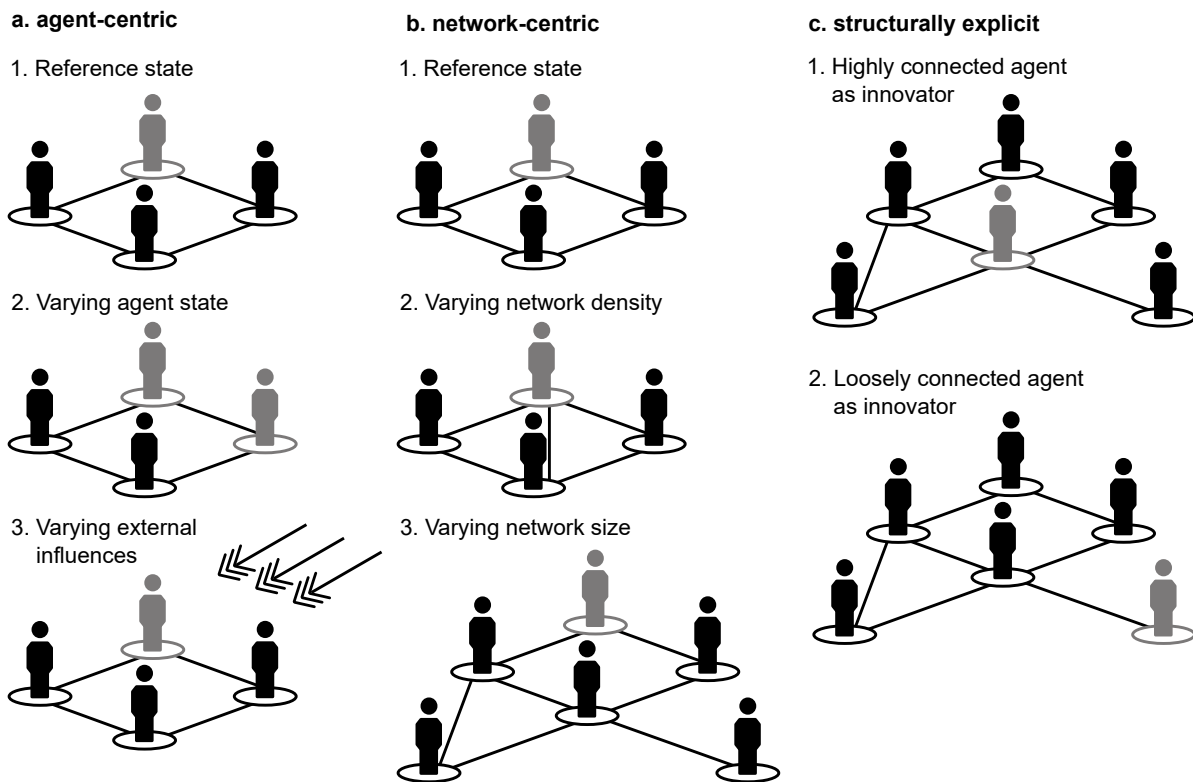 a. agent-centric
1. Reference state
2. Varying agent state
3. Varying external
influences
b. network-centric
1. Reference state
2. Varying network density
3. Varying network size
c. structurally explicit
1. Highly connected agent
as innovator
2. Loosely connected agent
as innovator